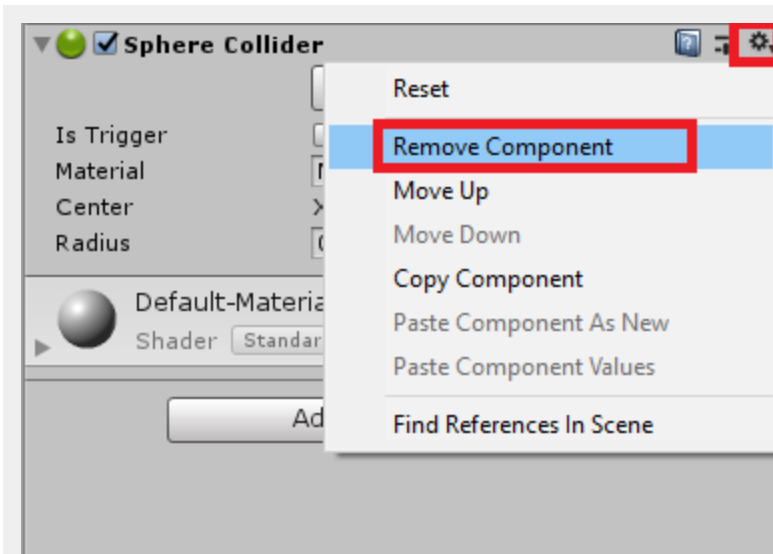 Sphere Collider
Reset
Is Trigger
Remove Component
Material
Move Up
Center
X
Radius
Move Down
Copy Component
Default-Materia
Paste Component As New
Shader Standar
Paste Component Values
Ad
Find References In Scene